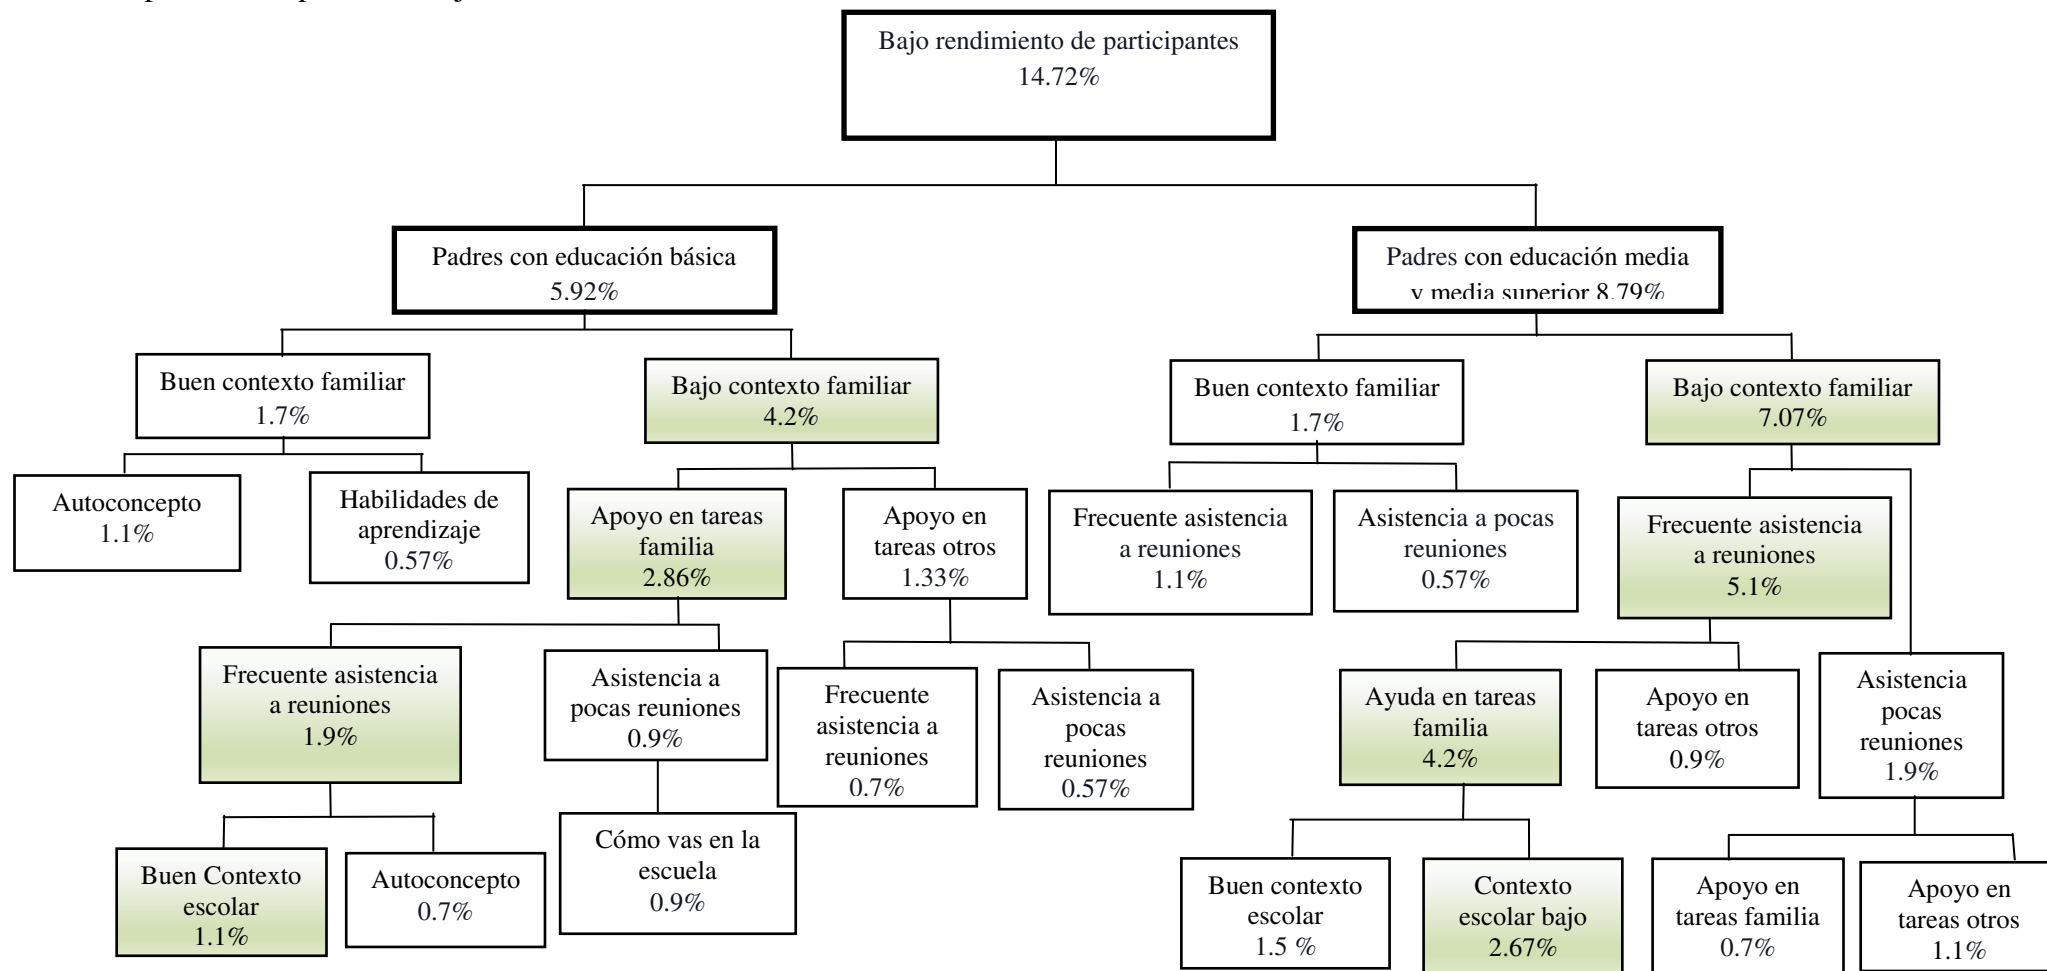 Bajo rendimiento de participantes
14.72%
Padres con educación básica
5.92%
Padres con educación media
y media superior 8.79%
Buen contexto familiar
1.7%
Bajo contexto familiar
4.2%
Buen contexto familiar
1.7%
Bajo contexto familiar
7.07%
Autoconcepto
1.1%
Habilidades de
aprendizaje
0.57%
Apoyo en tareas
familia
2.86%
Apoyo en
tareas otros
1.33%
Frecuente asistencia
a reuniones
1.1%
Asistencia a pocas
reuniones
0.57%
Frecuente asistencia
a reuniones
5.1%
Frecuente asistencia
a reuniones
1.9%
Asistencia a
pocas reuniones
0.9%
Frecuente
asistencia a
reuniones
0.7%
Asistencia a
pocas
reuniones
0.57%
Ayuda en tareas
familia
4.2%
Apoyo en
tareas otros
0.9%
Asistencia
pocas
reuniones
1.9%
Buen Contexto
escolar
1.1%
Autoconcepto
0.7%
Cómo vas en la
escuela
0.9%
Buen contexto
escolar
1.5 %
Contexto
escolar bajo
2.67%
Apoyo en
tareas familia
0.7%
Apoyo en
tareas otros
1.1%